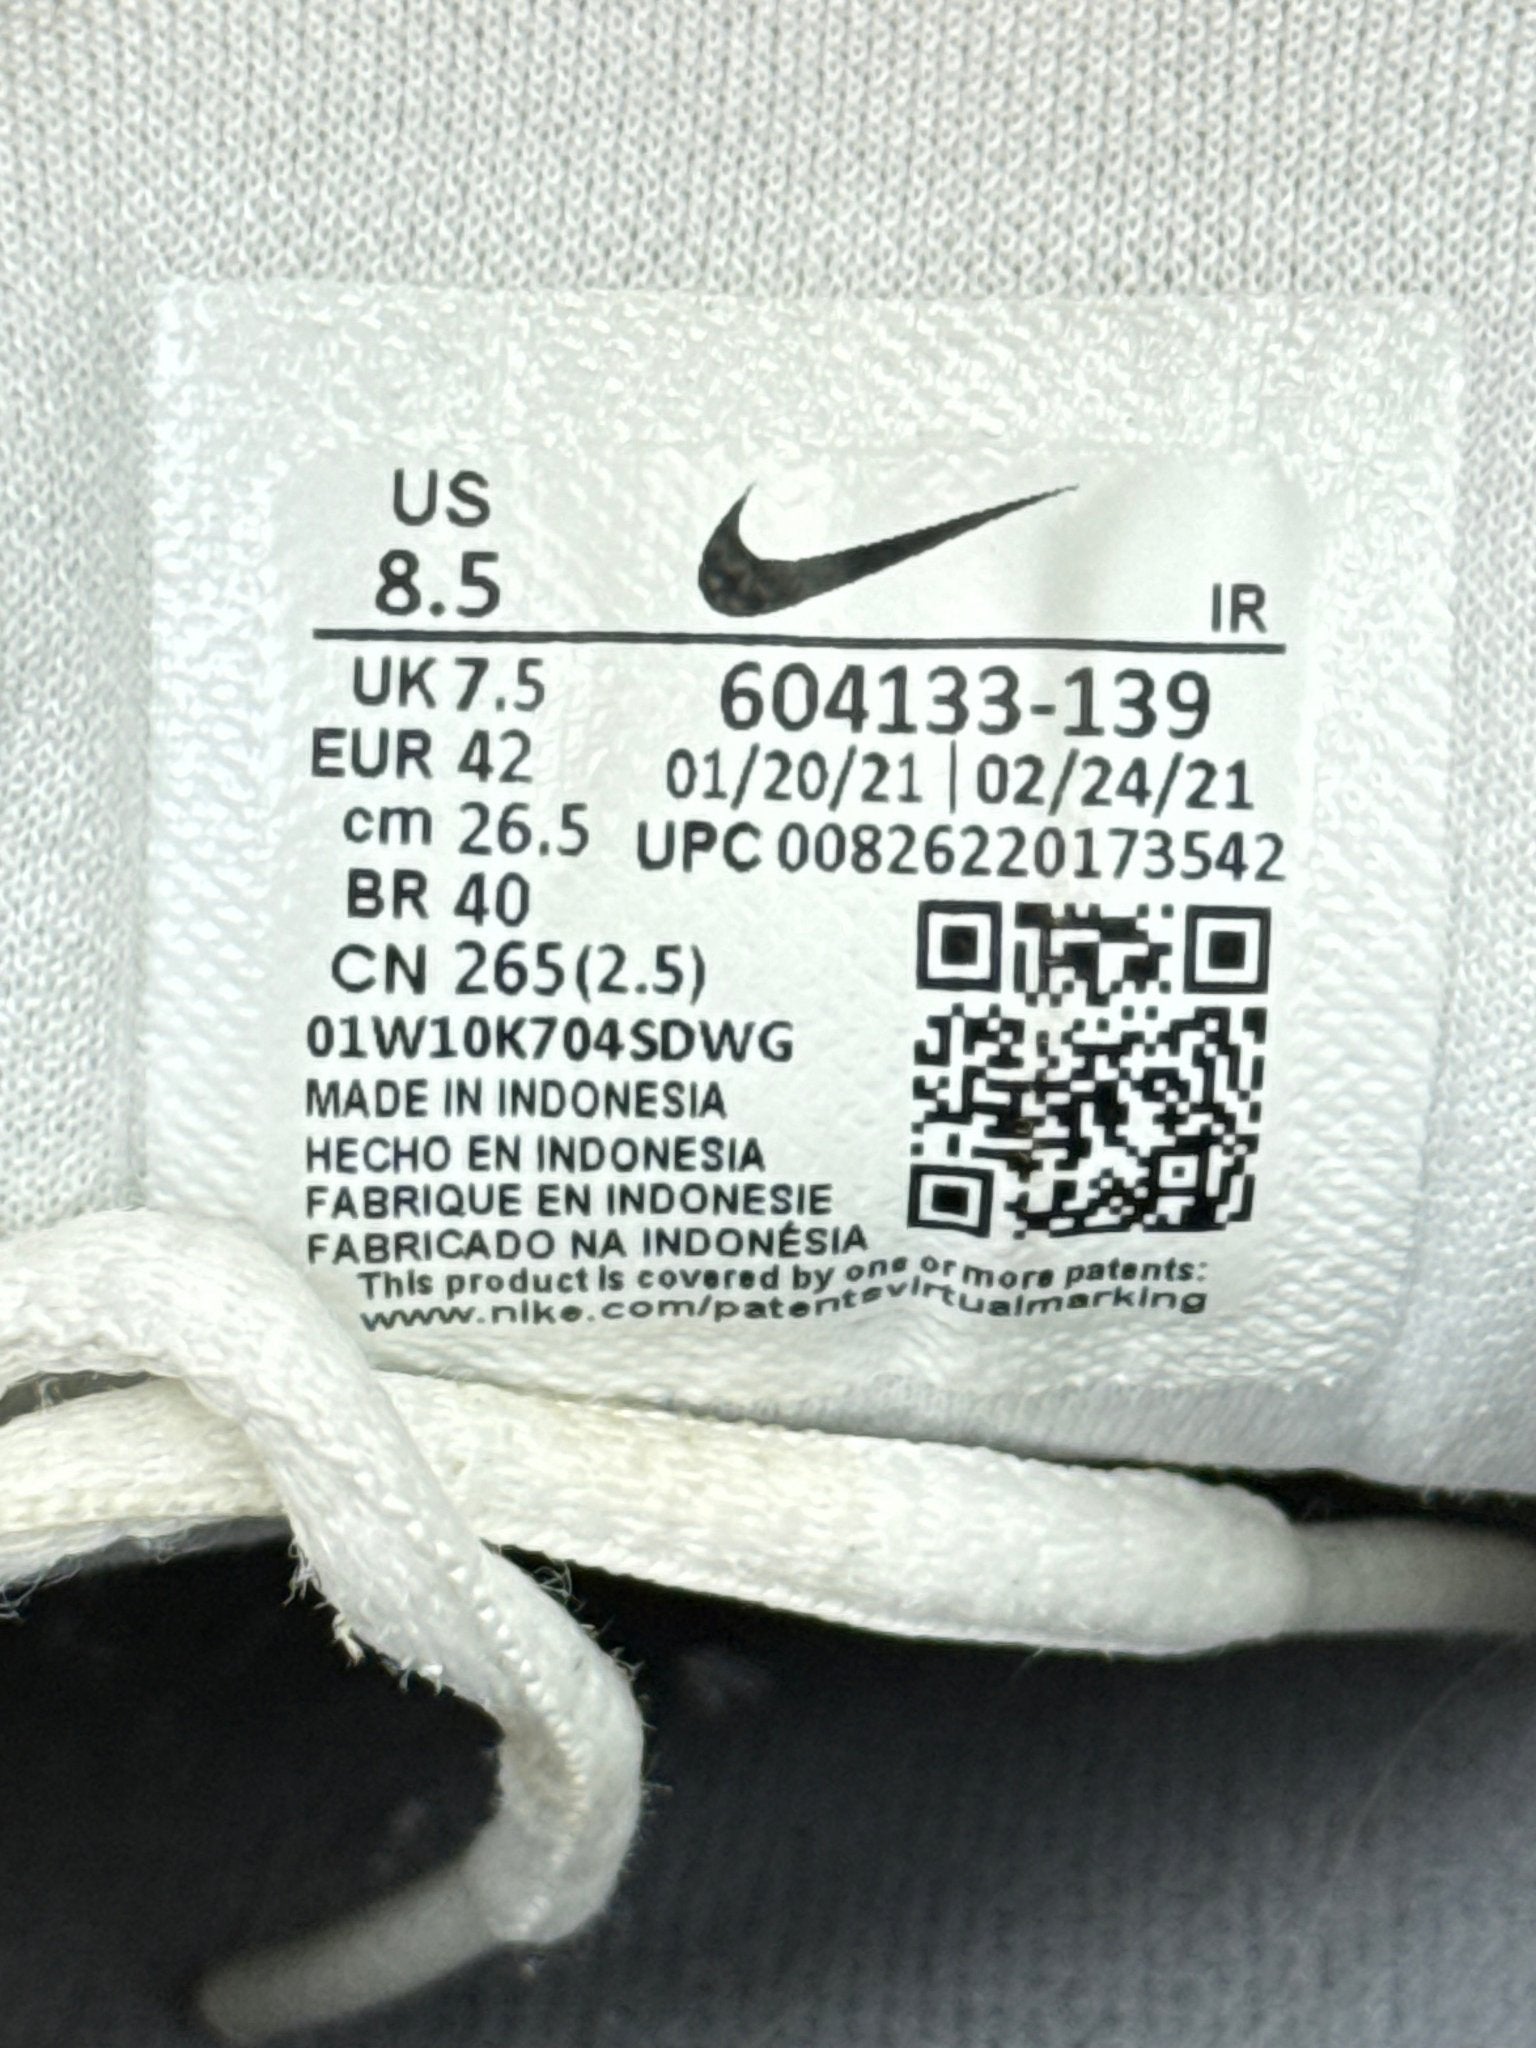 US
8.5
IR
UK 7.5
EUR 42
cm 26.5
BR 40
CN 265(2.5)
604133-139
01/20/21 | 02/24/21
UPC 00826220173542
01W10K704SDWG
MADE IN INDONESIA
HECHO EN INDONESIA
FABRIQUE EN INDONESIE
FABRICADO NA INDONÉSIA
This product is covered by one or more patents:
www.nike.com/patentsvirtualmarking